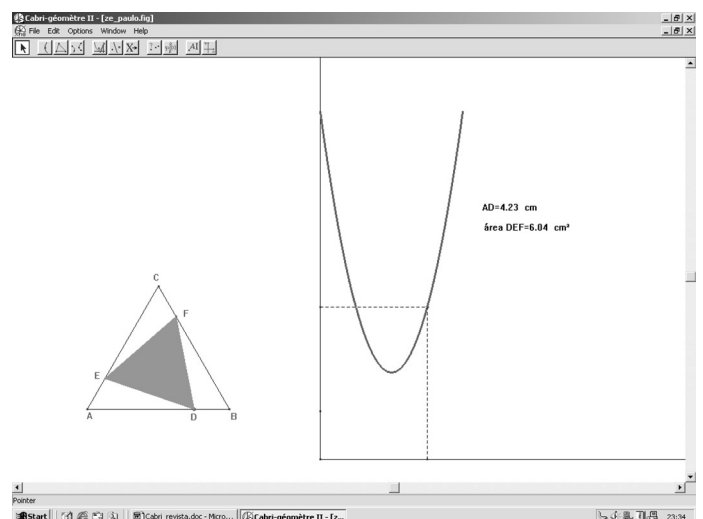 Cabri-géomètre II - [ze_paulo.fig]
File Edit Options Window Help
AD=4.23 cm
área DEF=6.04 cm²
C
F
E
A
D
B
Pointer
Start
Cabri_revista.doc - Micro...
Cabri-géomètre II - [z...
23:34